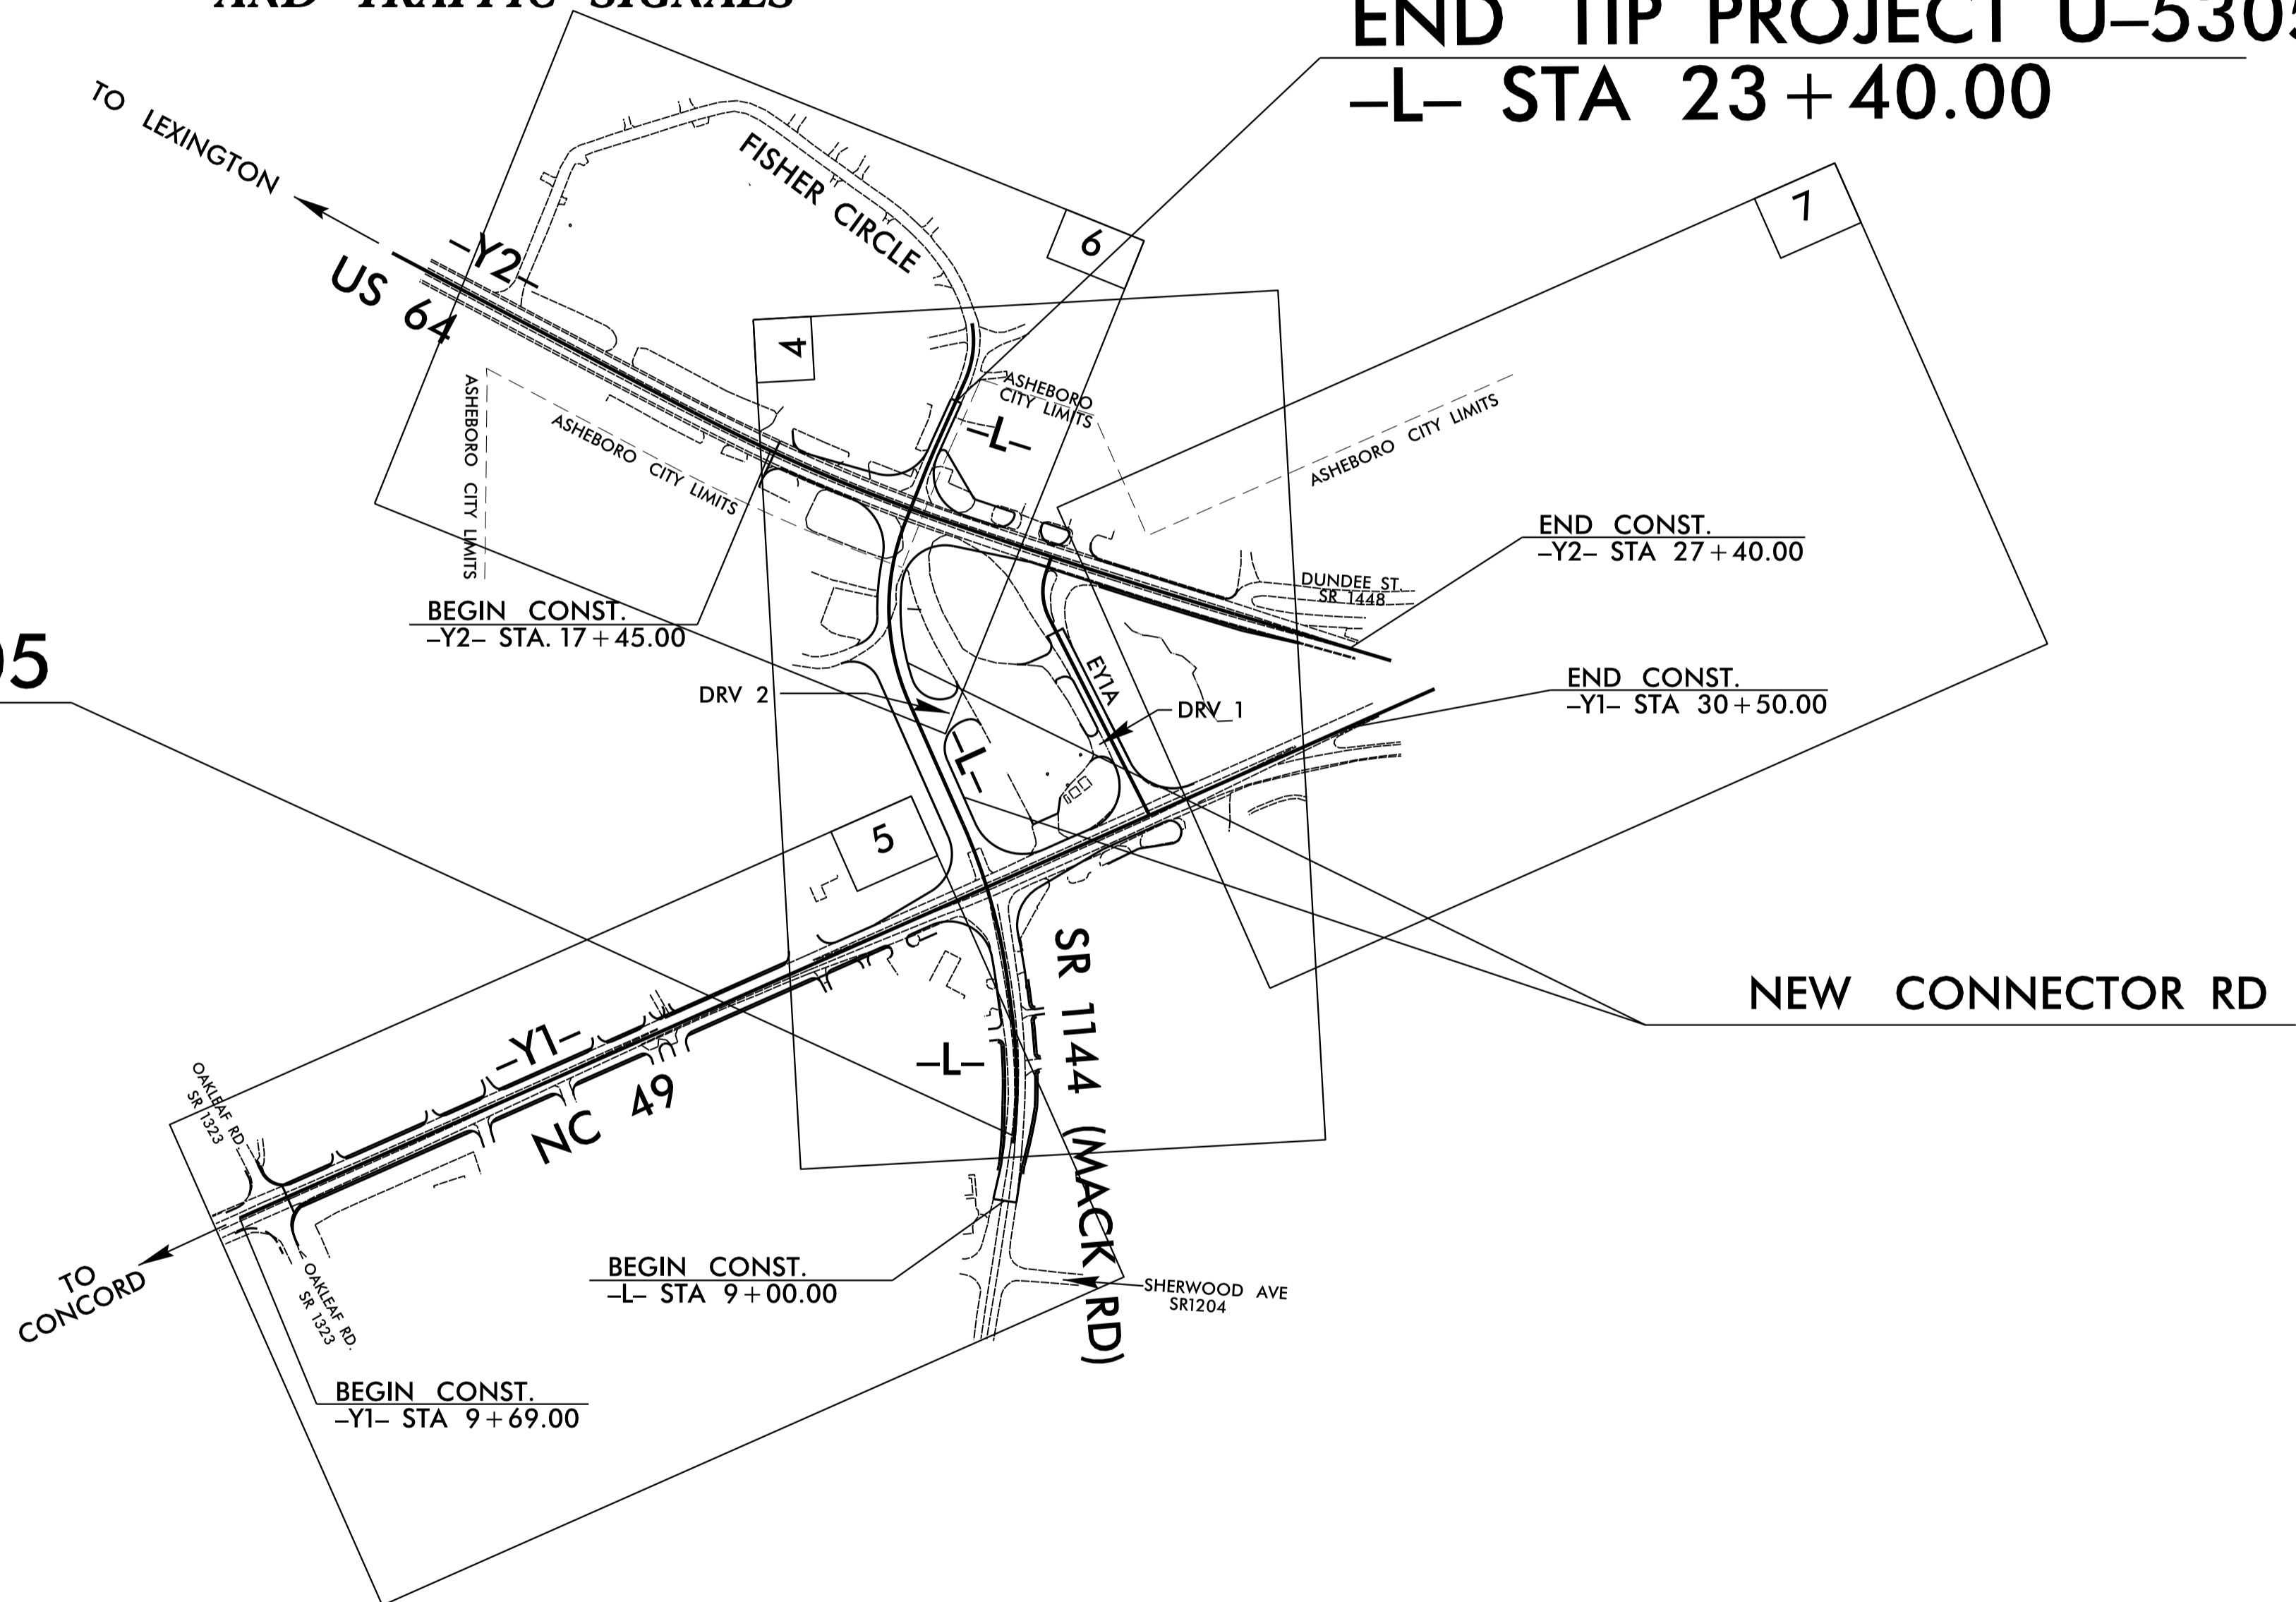 AND TRAFFIC SIGNALS
END TIP PROJECT U–5305
–L– STA 23+40.00
TO LEXINGTON
FISHER CIRCLE
6
7
–Y2–
US 64
4
ASHEBORO
CITY LIMITS
–L–
ASHEBORO CITY LIMITS
ASHEBORO CITY LIMITS
ASHEBORO CITY LIMITS
END CONST.
–Y2– STA 27+40.00
DUNDEE ST.
SR 1448
BEGIN CONST.
–Y2– STA. 17+45.00
05
EY1A
DRV 2
DRV 1
END CONST.
–Y1– STA 30+50.00
–L–
5
NEW CONNECTOR RD
SR 1144 (MACK RD)
–Y1–
NC 49
–L–
OAKLEAF RD
SR 1323
TO
CONCORD
OAKLEAF RD.
SR 1323
BEGIN CONST.
–L– STA 9+00.00
SHERWOOD AVE
SR1204
BEGIN CONST.
–Y1– STA 9+69.00